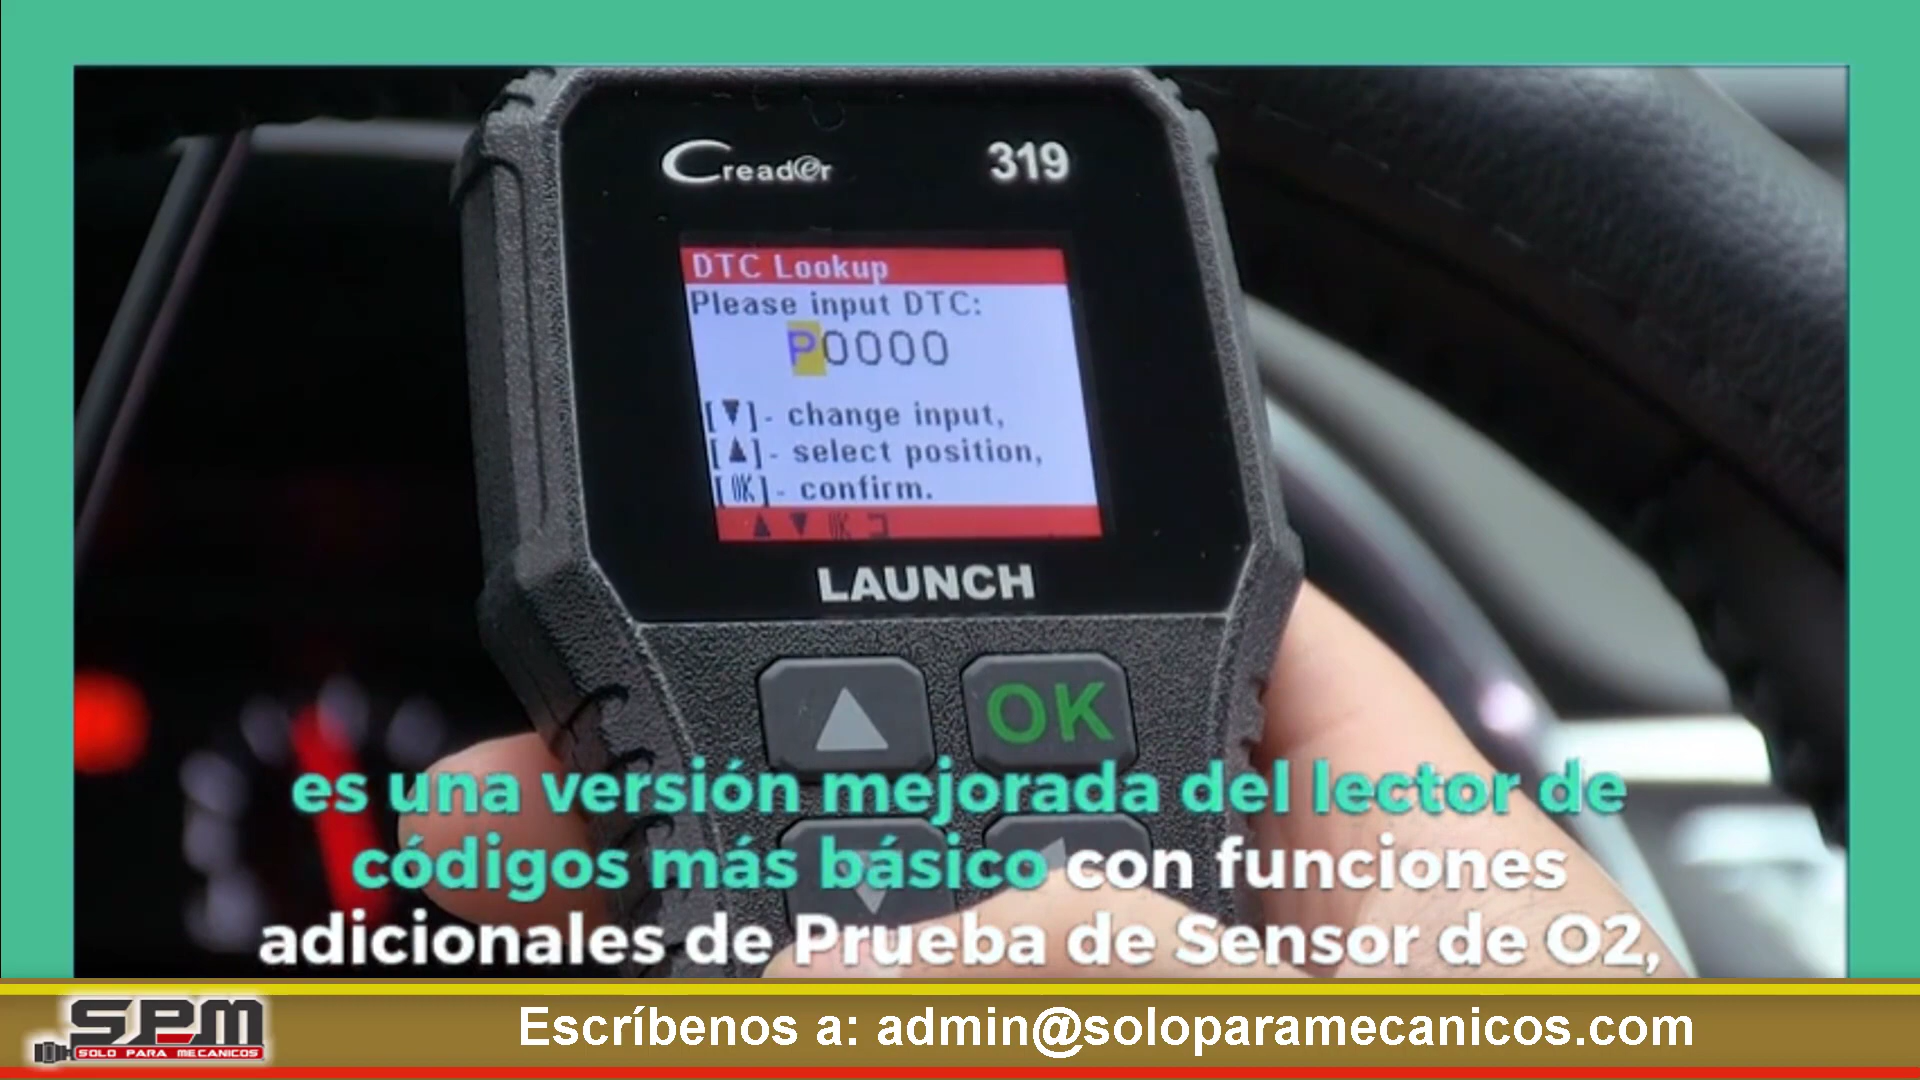 Creader 319
DTC Lookup
Please input DTC:
P0000
[▼]- change input,
[▲]- select position,
[OK]- confirm.
▲ ▼ OK
LAUNCH
OK
es una versión mejorada del lector de
códigos más básico con funciones
adicionales de Prueba de Sensor de O2,
SPM
SOLO PARA MECANICOS
Escríbenos a: admin@soloparamecanicos.com